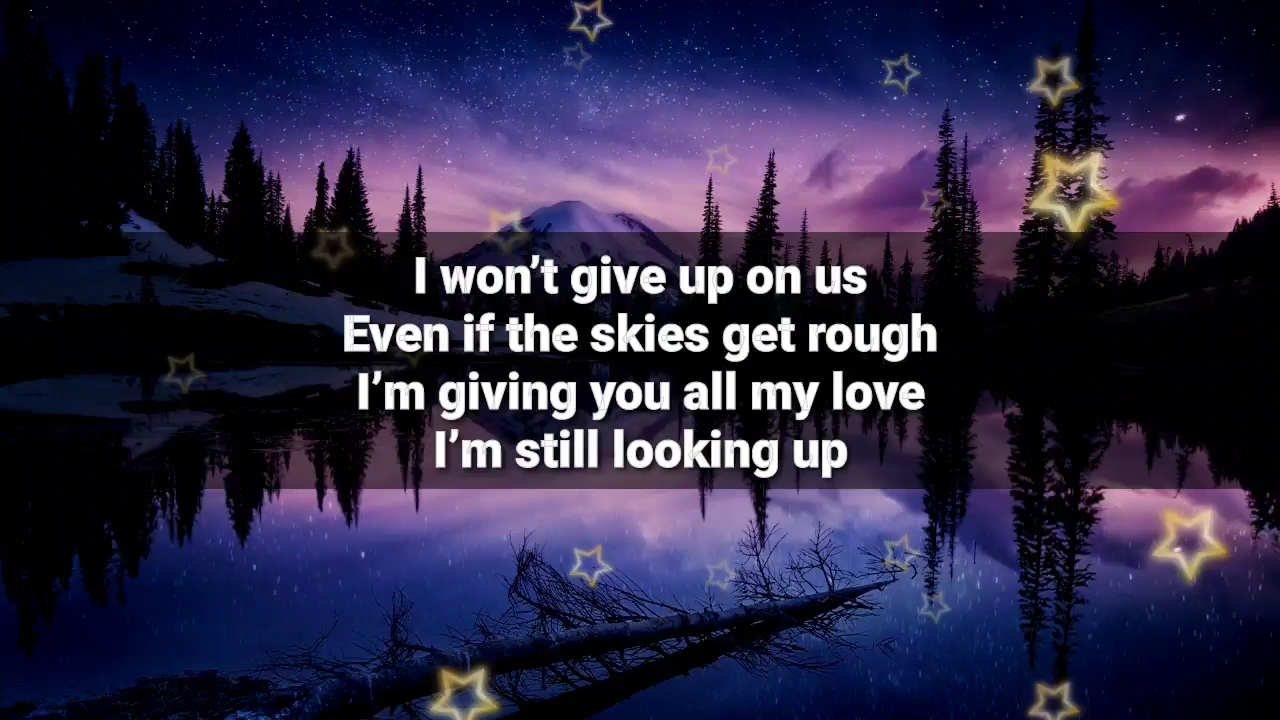 I won’t give up on us
Even if the skies get rough
I’m giving you all my love
I’m still looking up